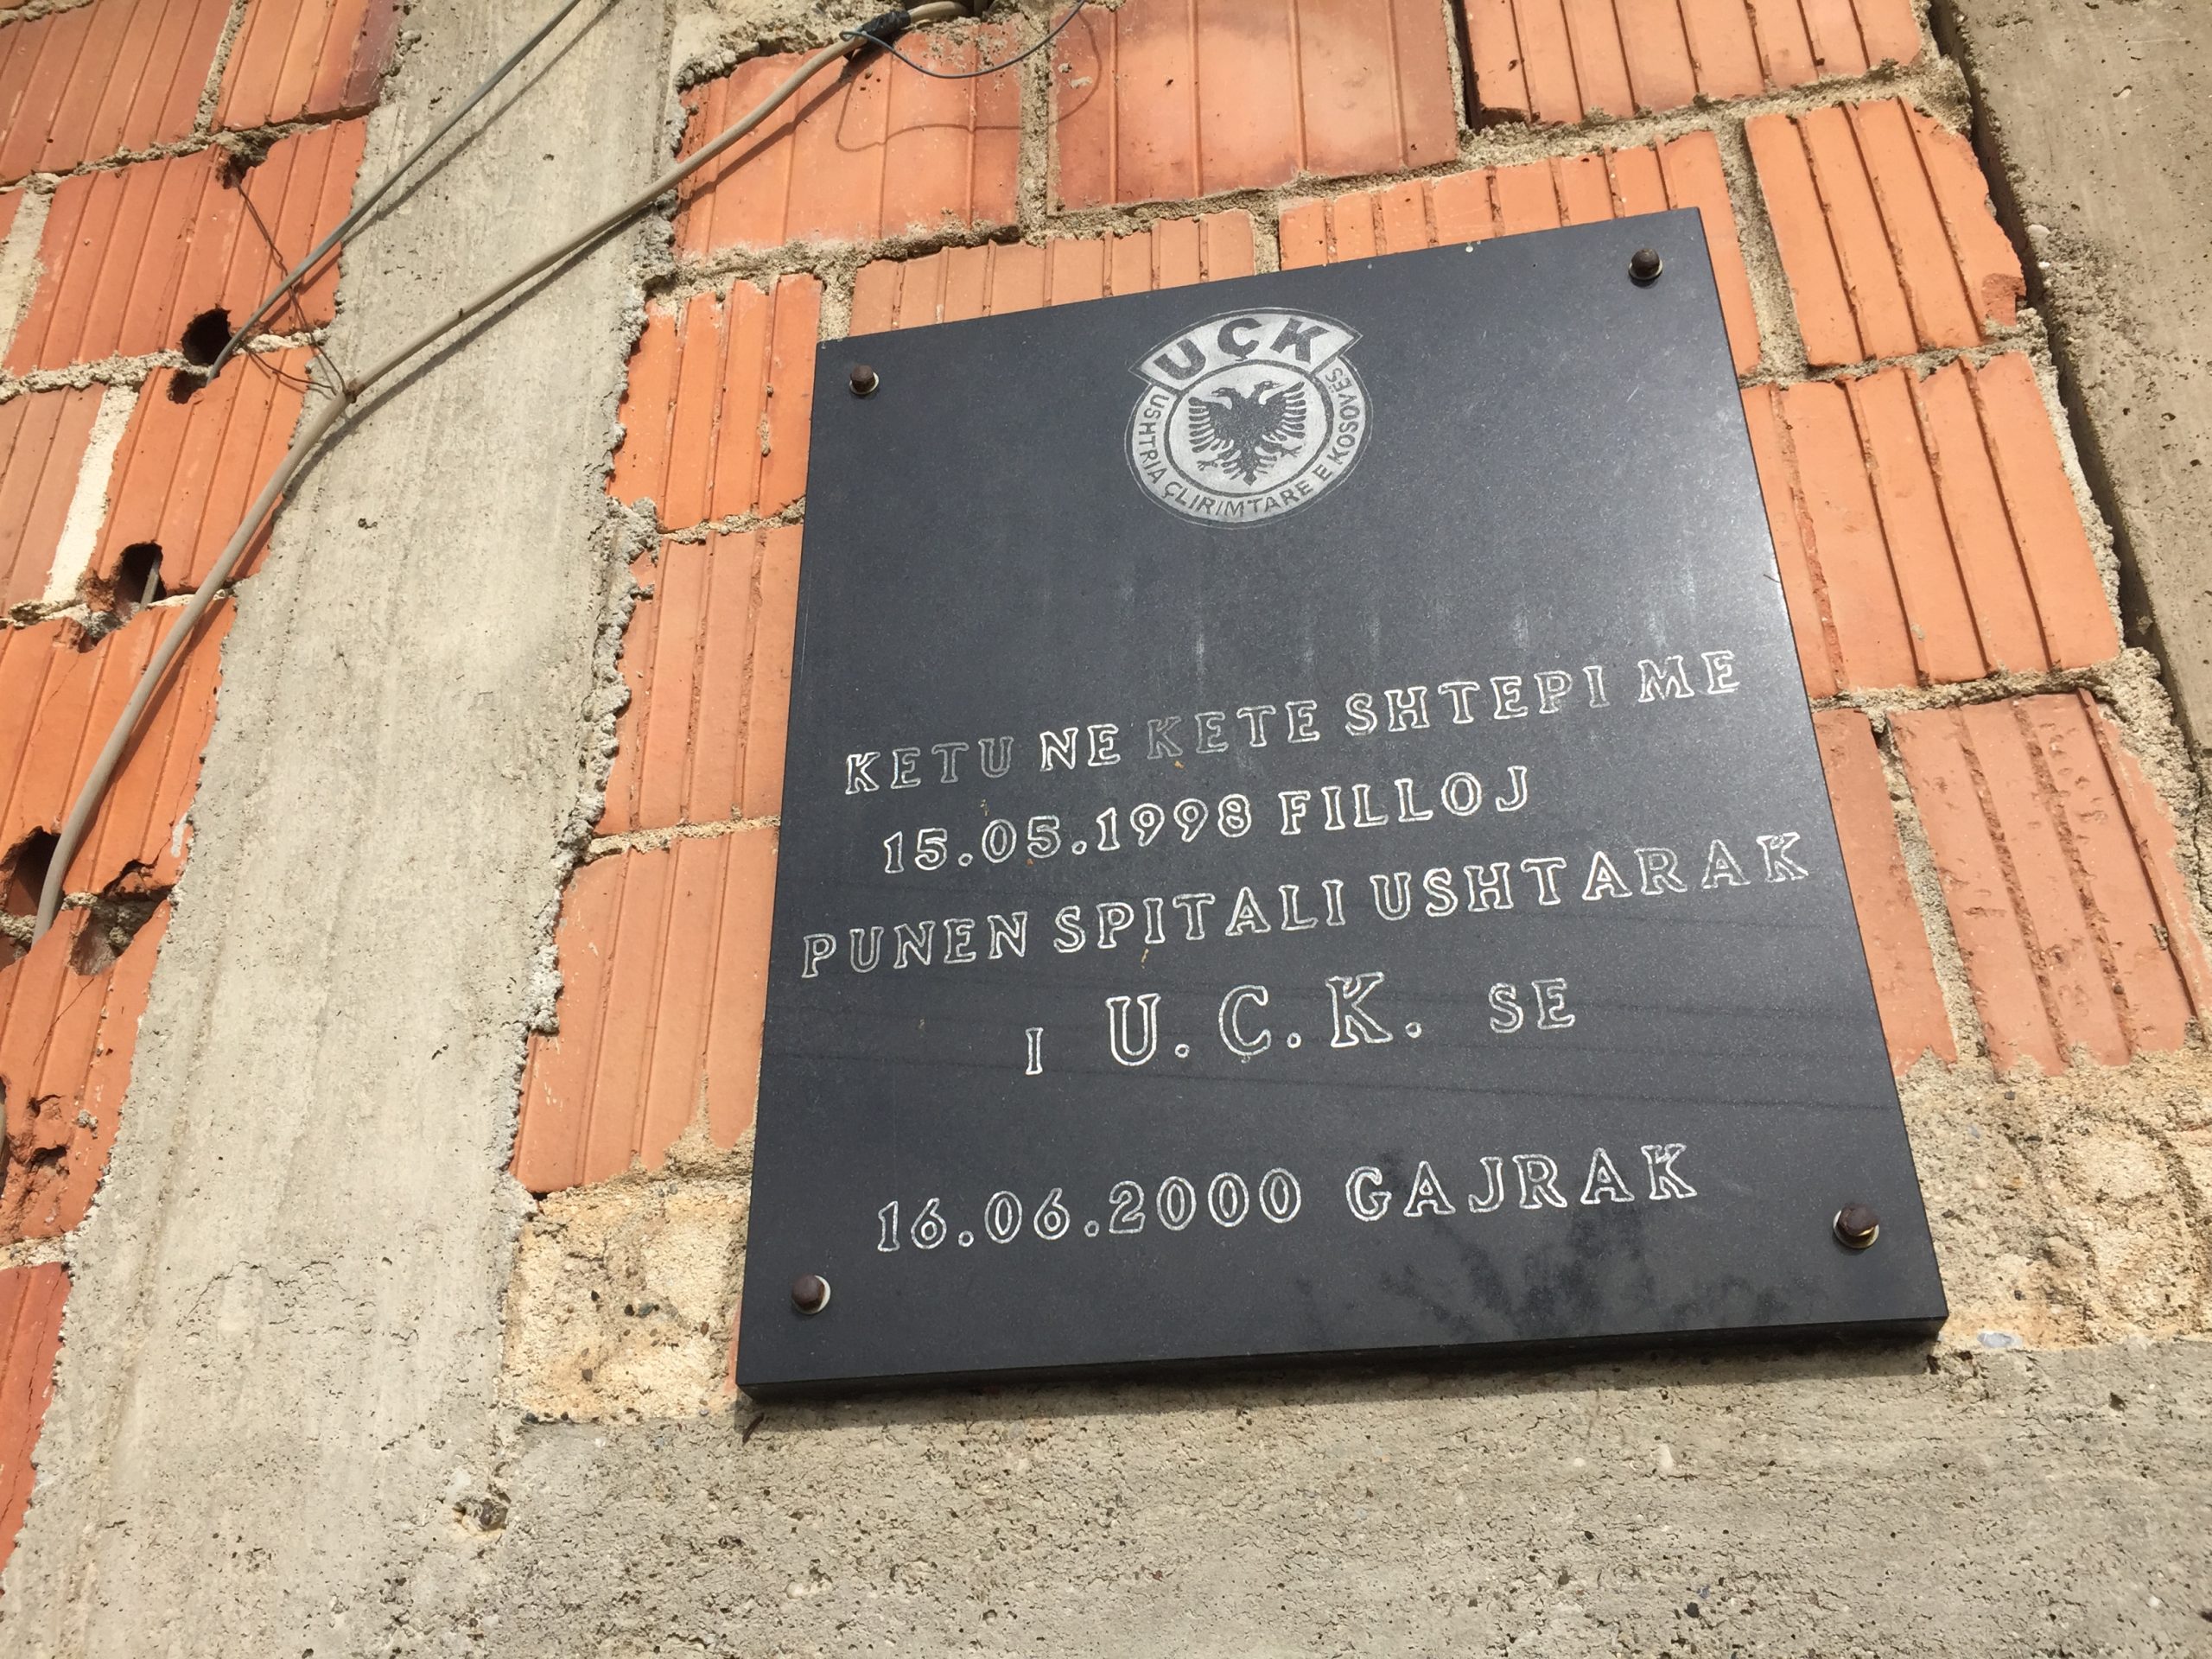 UÇK
USHTRIA ÇLIRIMTARE E KOSOVËS
KETU NE KETE SHTEPI ME
15.05.1998 FILLOJ
PUNEN SPITALI USHTARAK
I U.Ç.K. SE
16.06.2000 GAJRAK